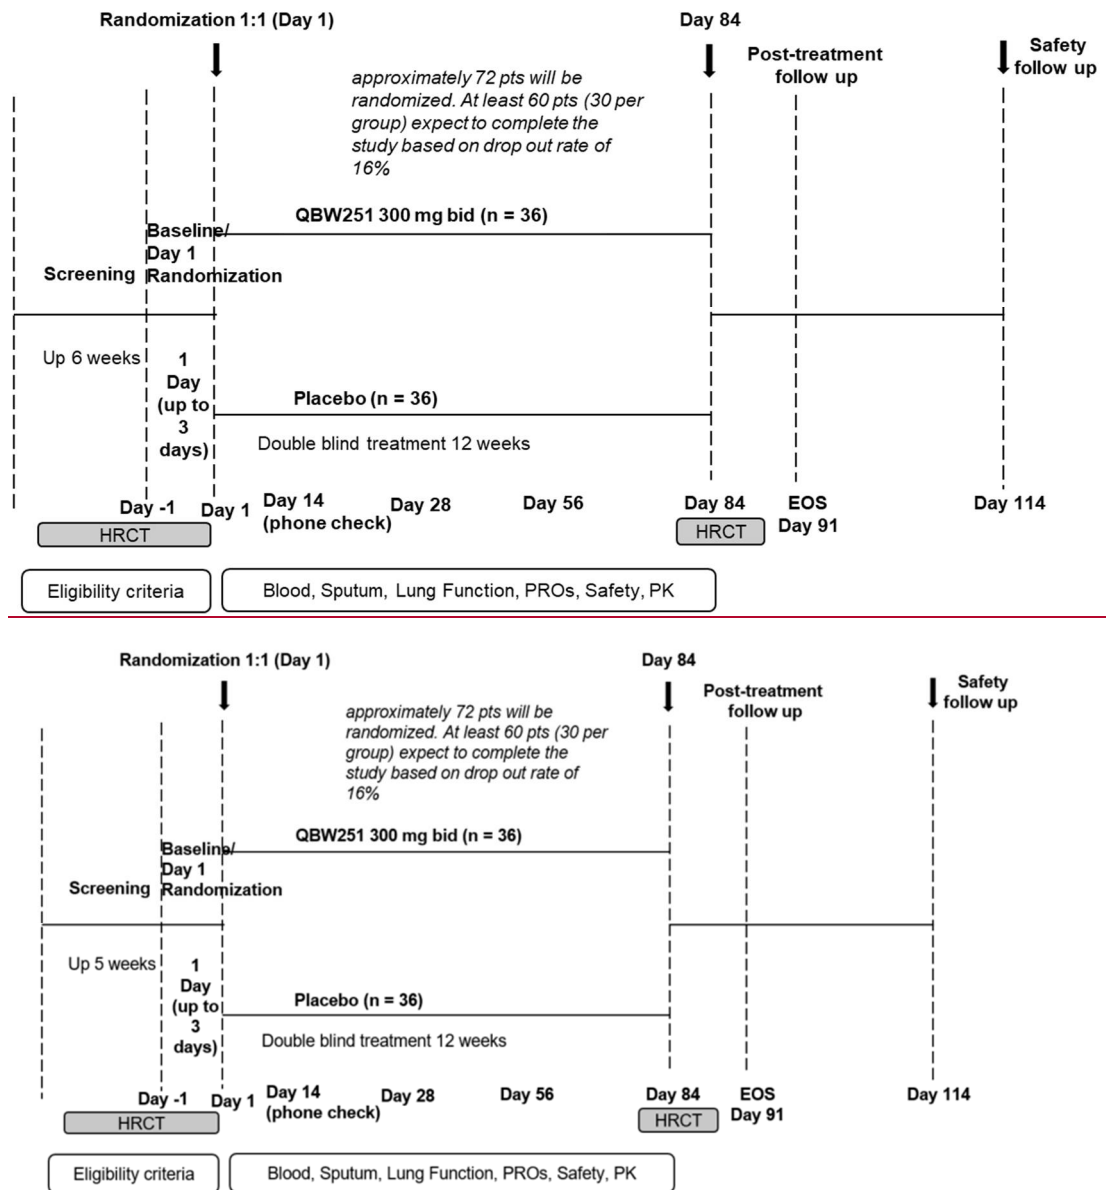 Randomization 1:1 (Day 1)
Day 84
Post-treatment
follow up
Safety
follow up
approximately 72 pts will be
randomized. At least 60 pts (30 per
group) expect to complete the
study based on drop out rate of
16%
QBW251 300 mg bid (n = 36)
Baseline/
Day 1
Randomization
Screening
Up 6 weeks
1
Day
(up to
3
days)
Placebo (n = 36)
Double blind treatment 12 weeks
Day -1
Day 1
Day 14
(phone check)
Day 28
Day 56
Day 84
EOS
Day 91
Day 114
HRCT
HRCT
Eligibility criteria
Blood, Sputum, Lung Function, PROs, Safety, PK
Randomization 1:1 (Day 1)
Day 84
Post-treatment
follow up
Safety
follow up
approximately 72 pts will be
randomized. At least 60 pts (30 per
group) expect to complete the
study based on drop out rate of
16%
QBW251 300 mg bid (n = 36)
Baseline/
Day 1
Randomization
Screening
Up 5 weeks
1
Day
(up to
3
days)
Placebo (n = 36)
Double blind treatment 12 weeks
Day -1
Day 1
Day 14
(phone check)
Day 28
Day 56
Day 84
EOS
Day 91
Day 114
HRCT
HRCT
Eligibility criteria
Blood, Sputum, Lung Function, PROs, Safety, PK